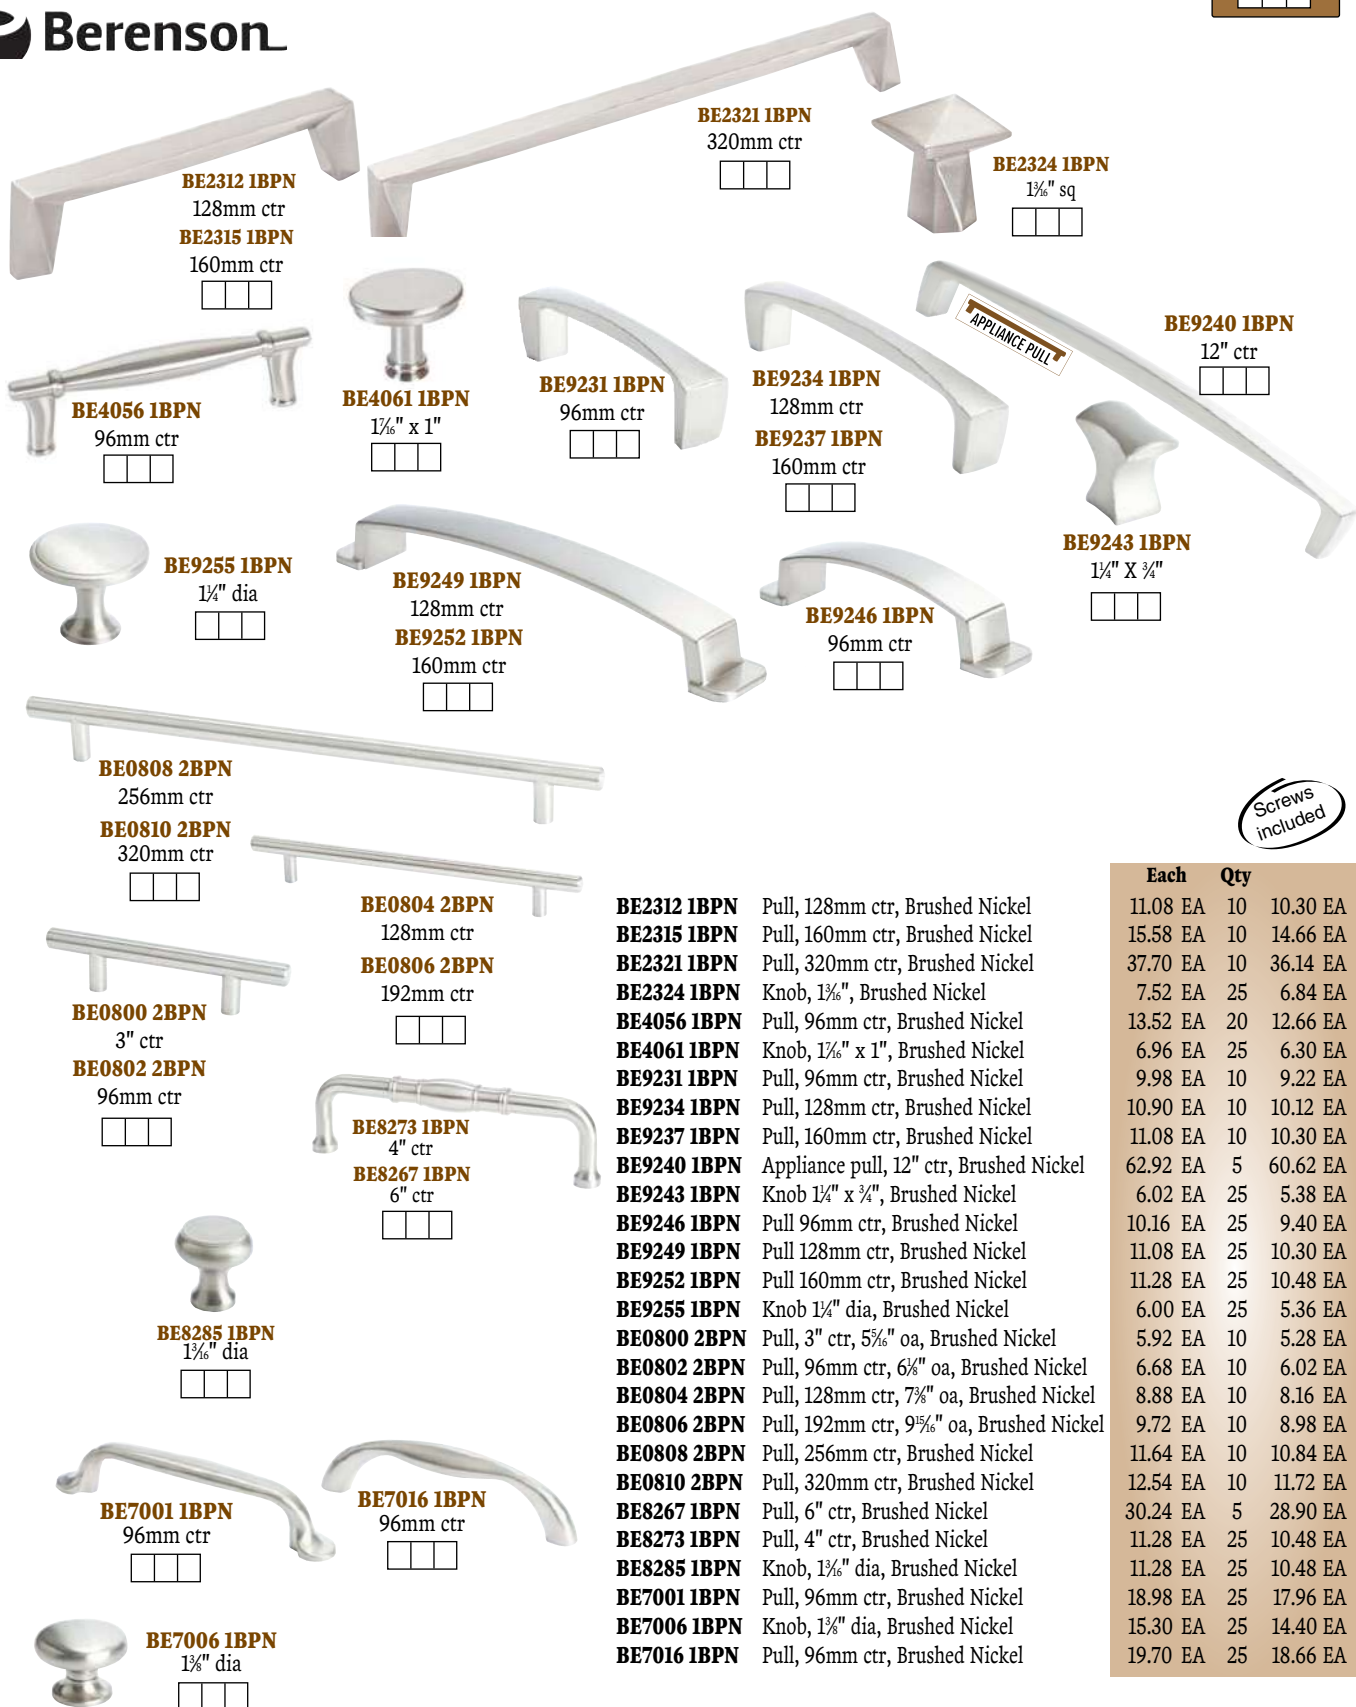 Berenson
BE2321 1BPN
320mm ctr
BE2324 1BPN
1³⁄₁₆" sq
BE2312 1BPN
128mm ctr
BE2315 1BPN
160mm ctr
APPLIANCE PULL
BE9240 1BPN
12" ctr
BE4056 1BPN
96mm ctr
BE4061 1BPN
1⁷⁄₁₆" x 1"
BE9231 1BPN
96mm ctr
BE9234 1BPN
128mm ctr
BE9237 1BPN
160mm ctr
BE9243 1BPN
1¼" X ¾"
BE9255 1BPN
1¼" dia
BE9249 1BPN
128mm ctr
BE9252 1BPN
160mm ctr
BE9246 1BPN
96mm ctr
BE0808 2BPN
256mm ctr
BE0810 2BPN
320mm ctr
BE0804 2BPN
128mm ctr
BE0806 2BPN
192mm ctr
BE0800 2BPN
3" ctr
BE0802 2BPN
96mm ctr
BE8273 1BPN
4" ctr
BE8267 1BPN
6" ctr
BE8285 1BPN
1³⁄₁₆" dia
BE7001 1BPN
96mm ctr
BE7016 1BPN
96mm ctr
BE7006 1BPN
1⅜" dia
Screws
included
Each Qty
BE2312 1BPN Pull, 128mm ctr, Brushed Nickel 11.08 EA 10 10.30 EA
BE2315 1BPN Pull, 160mm ctr, Brushed Nickel 15.58 EA 10 14.66 EA
BE2321 1BPN Pull, 320mm ctr, Brushed Nickel 37.70 EA 10 36.14 EA
BE2324 1BPN Knob, 1³⁄₁₆", Brushed Nickel 7.52 EA 25 6.84 EA
BE4056 1BPN Pull, 96mm ctr, Brushed Nickel 13.52 EA 20 12.66 EA
BE4061 1BPN Knob, 1⁷⁄₁₆" x 1", Brushed Nickel 6.96 EA 25 6.30 EA
BE9231 1BPN Pull, 96mm ctr, Brushed Nickel 9.98 EA 10 9.22 EA
BE9234 1BPN Pull, 128mm ctr, Brushed Nickel 10.90 EA 10 10.12 EA
BE9237 1BPN Pull, 160mm ctr, Brushed Nickel 11.08 EA 10 10.30 EA
BE9240 1BPN Appliance pull, 12" ctr, Brushed Nickel 62.92 EA 5 60.62 EA
BE9243 1BPN Knob 1¼" x ¾", Brushed Nickel 6.02 EA 25 5.38 EA
BE9246 1BPN Pull 96mm ctr, Brushed Nickel 10.16 EA 25 9.40 EA
BE9249 1BPN Pull 128mm ctr, Brushed Nickel 11.08 EA 25 10.30 EA
BE9252 1BPN Pull 160mm ctr, Brushed Nickel 11.28 EA 25 10.48 EA
BE9255 1BPN Knob 1¼" dia, Brushed Nickel 6.00 EA 25 5.36 EA
BE0800 2BPN Pull, 3" ctr, 5⁵⁄₁₆" oa, Brushed Nickel 5.92 EA 10 5.28 EA
BE0802 2BPN Pull, 96mm ctr, 6⅛" oa, Brushed Nickel 6.68 EA 10 6.02 EA
BE0804 2BPN Pull, 128mm ctr, 7⅜" oa, Brushed Nickel 8.88 EA 10 8.16 EA
BE0806 2BPN Pull, 192mm ctr, 9¹⁵⁄₁₆" oa, Brushed Nickel 9.72 EA 10 8.98 EA
BE0808 2BPN Pull, 256mm ctr, Brushed Nickel 11.64 EA 10 10.84 EA
BE0810 2BPN Pull, 320mm ctr, Brushed Nickel 12.54 EA 10 11.72 EA
BE8267 1BPN Pull, 6" ctr, Brushed Nickel 30.24 EA 5 28.90 EA
BE8273 1BPN Pull, 4" ctr, Brushed Nickel 11.28 EA 25 10.48 EA
BE8285 1BPN Knob, 1³⁄₁₆" dia, Brushed Nickel 11.28 EA 25 10.48 EA
BE7001 1BPN Pull, 96mm ctr, Brushed Nickel 18.98 EA 25 17.96 EA
BE7006 1BPN Knob, 1⅜" dia, Brushed Nickel 15.30 EA 25 14.40 EA
BE7016 1BPN Pull, 96mm ctr, Brushed Nickel 19.70 EA 25 18.66 EA